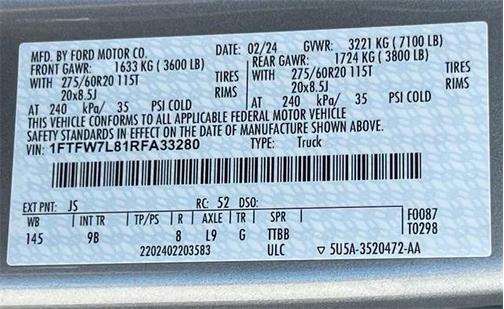 MFD. BY FORD MOTOR CO. DATE: 02/24 GVWR: 3221 KG (7100 LB)
FRONT GAWR: 1633 KG (3600 LB) REAR GAWR: 1724 KG (3800 LB)
275/60R20 115T TIRES WITH 275/60R20 115T TIRES
20x8.5J RIMS 20x8.5J RIMS
AT 240 kPa/ 35 PSI COLD AT 240 kPa/ 35 PSI COLD
THIS VEHICLE CONFORMS TO ALL APPLICABLE FEDERAL MOTOR VEHICLE
SAFETY STANDARDS IN EFFECT ON THE DATE OF MANUFACTURE SHOWN ABOVE.
VIN: 1FTFW7L81RFA33280 TYPE: Truck
EXT PNT: JS RC: 52 DSO:
WB INT TR TP/PS R AXLE TR SPR F0087
145 9B 8 L9 G TTBB T0298
2202402203583 ULC ▽ 5U5A-3520472-AA